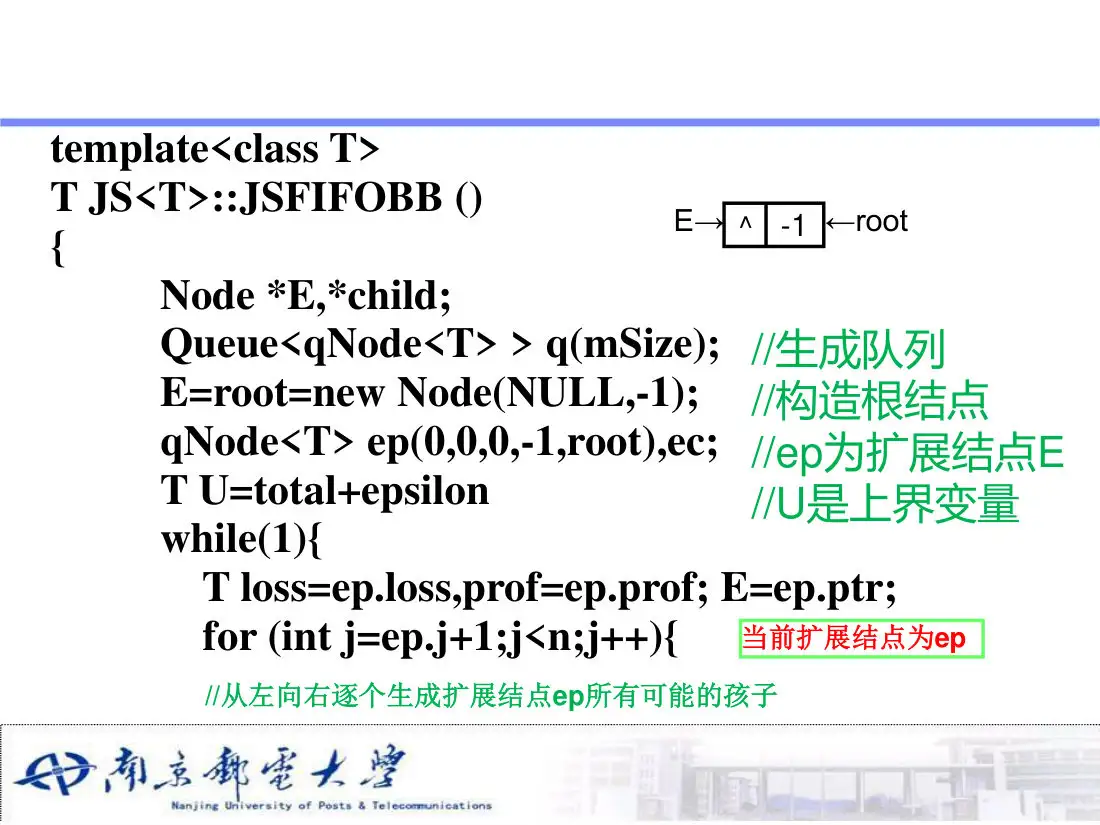 template<class T>
T JS<T>::JSFIFOBB ()
{
E→ ^ -1 ←root
Node *E,*child;
Queue<qNode<T> > q(mSize); //生成队列
E=root=new Node(NULL,-1); //构造根结点
qNode<T> ep(0,0,0,-1,root),ec; //ep为扩展结点E
T U=total+epsilon //U是上界变量
while(1){
T loss=ep.loss,prof=ep.prof; E=ep.ptr;
for (int j=ep.j+1;j<n;j++){ 当前扩展结点为ep
//从左向右逐个生成扩展结点ep所有可能的孩子
南京邮電大学
Nanjing University of Posts & Telecommunications